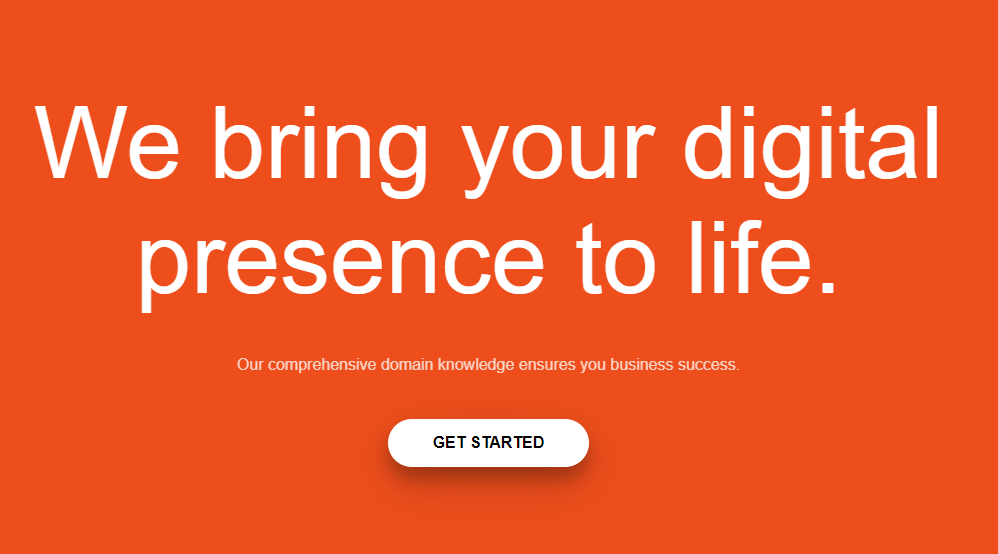 We bring your digital
presence to life.
Our comprehensive domain knowledge ensures you business success.
GET STARTED